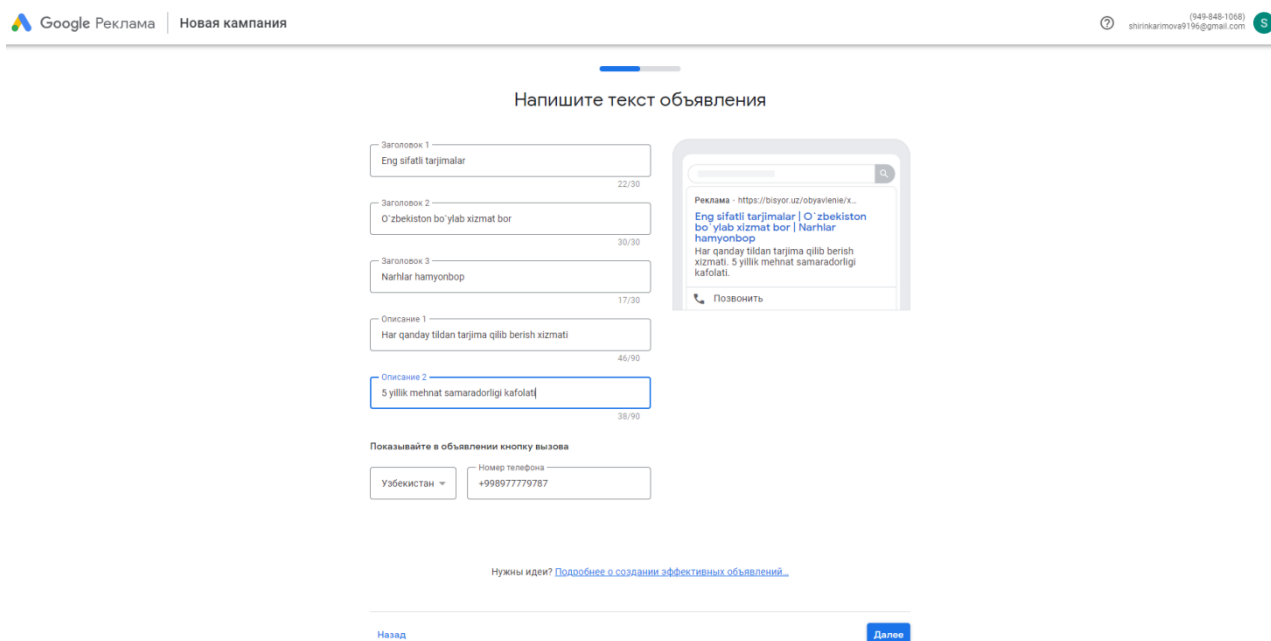 Google Реклама
Новая кампания
(949-848-1068)
shirinkarimova9196@gmail.com
S
Напишите текст объявления
Заголовок 1
Eng sifatli tarjimalar
22/30
Заголовок 2
O`zbekiston bo`ylab xizmat bor
30/30
Заголовок 3
Narhlar hamyonbop
17/30
Описание 1
Har qanday tildan tarjima qilib berish xizmati
46/90
Описание 2
5 yillik mehnat samaradorligi kafolati
38/90
Показывайте в объявлении кнопку вызова
Узбекистан
Номер телефона
+998977779787
Реклама - https://bisyor.uz/obyavlenie/x...
Eng sifatli tarjimalar | O`zbekiston
bo`ylab xizmat bor | Narhlar
hamyonbop
Har qanday tildan tarjima qilib berish
xizmati. 5 yillik mehnat samaradorligi
kafolati.
Позвонить
Нужны идеи? Подробнее о создании эффективных объявлений...
Назад
Далее